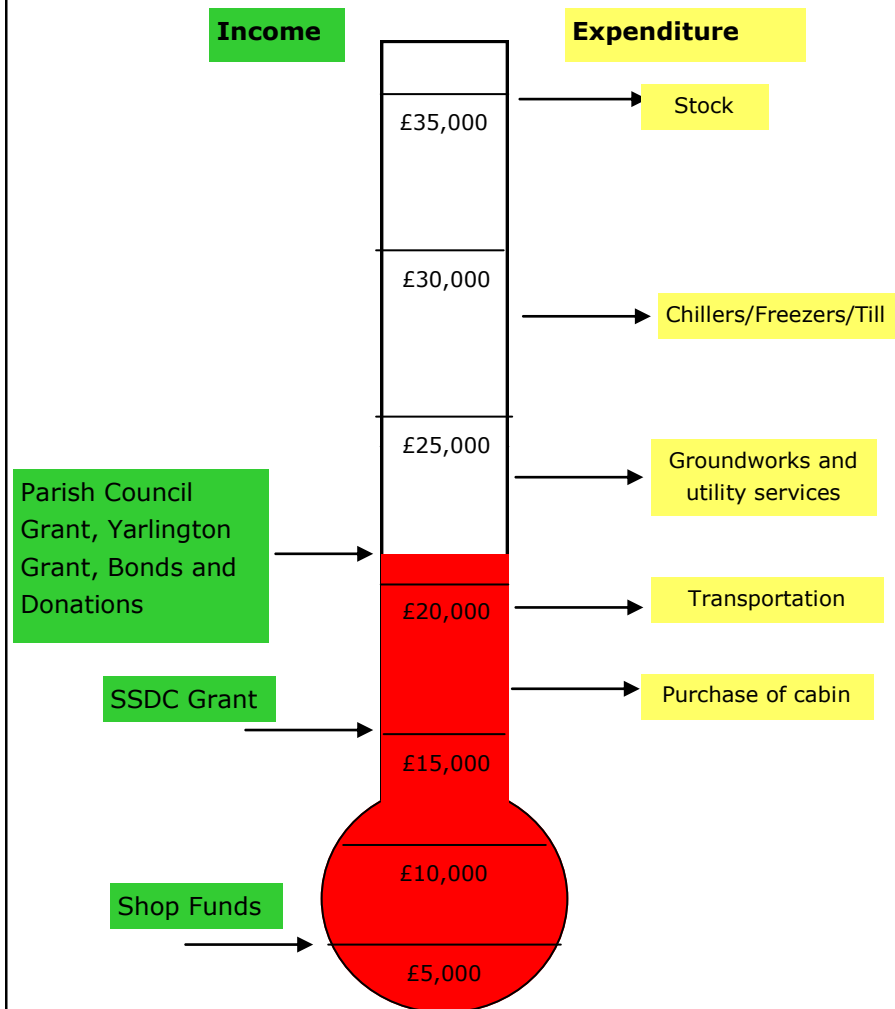 Income
Expenditure
Stock
£35,000
£30,000
Chillers/Freezers/Till
£25,000
Groundworks and
utility services
Parish Council
Grant, Yarlington
Grant, Bonds and
Donations
£20,000
Transportation
SSDC Grant
Purchase of cabin
£15,000
£10,000
Shop Funds
£5,000